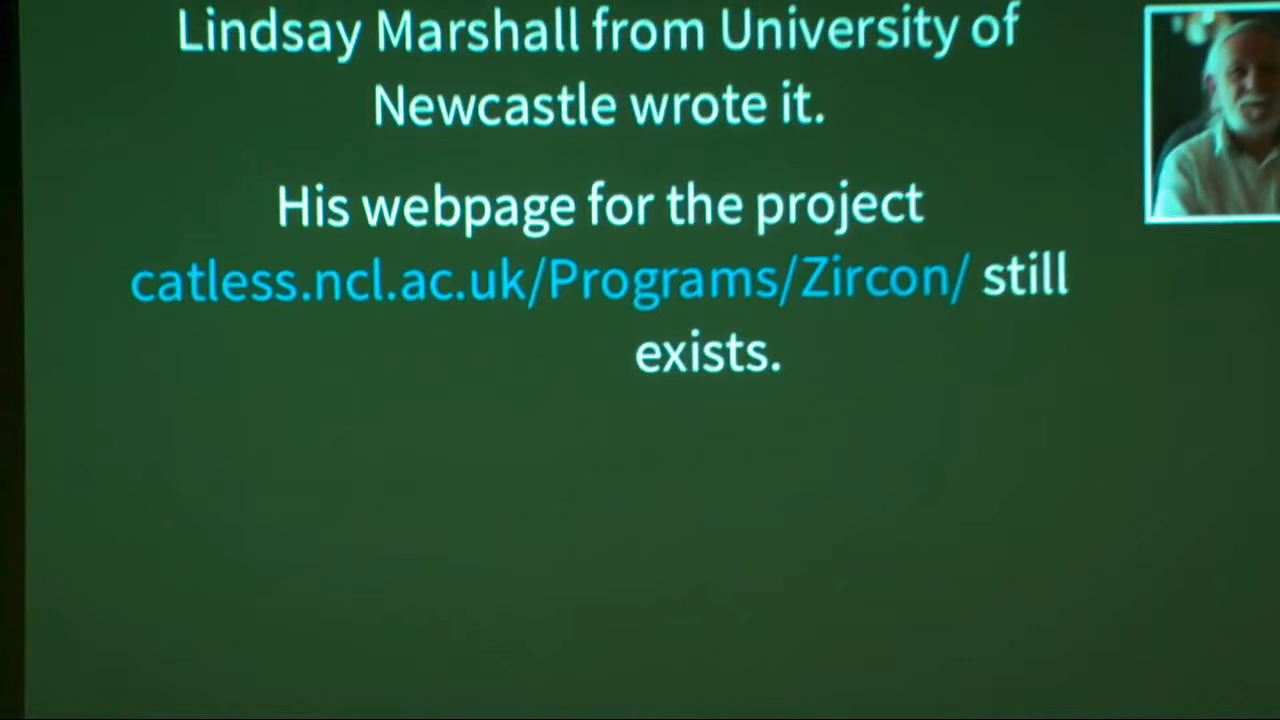 Lindsay Marshall from University of
Newcastle wrote it.
His webpage for the project
catless.ncl.ac.uk/Programs/Zircon/ still
exists.